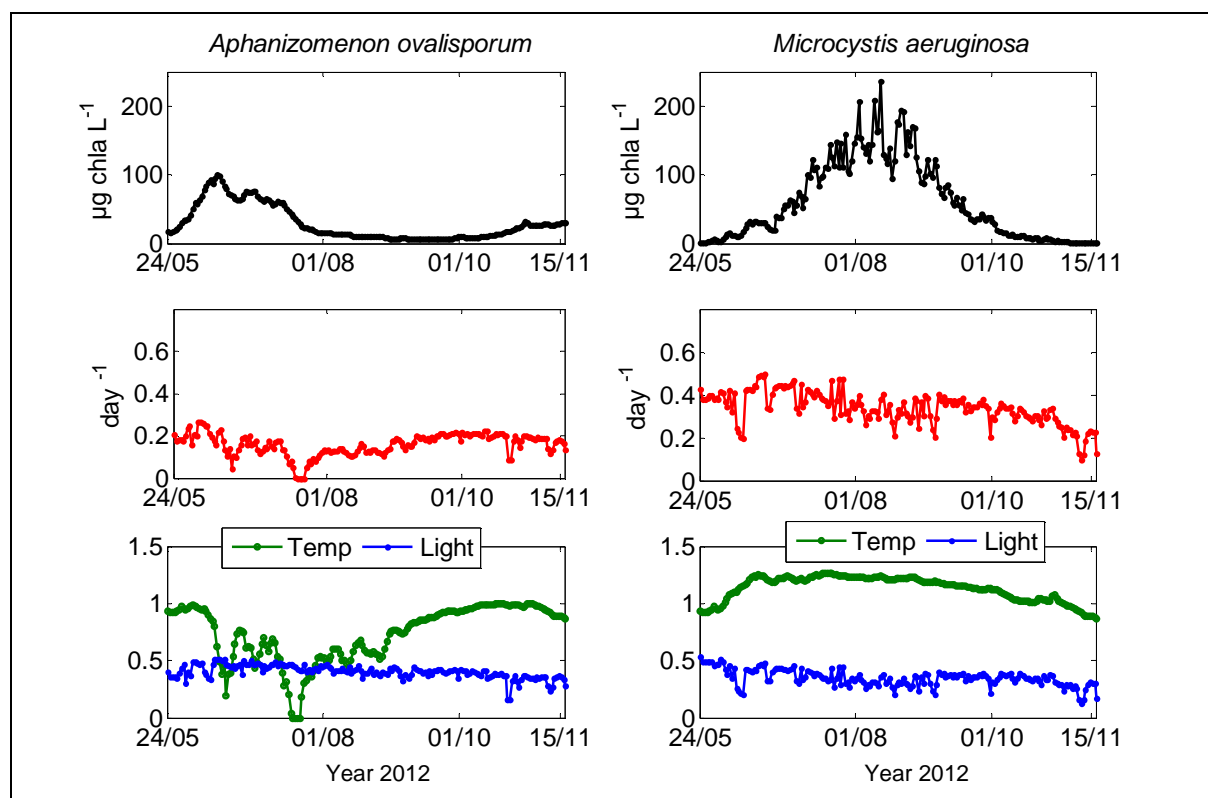 Aphanizomenon ovalisporum
Microcystis aeruginosa
µg chla L⁻¹
200
100
0
24/05 01/08 01/10 15/11
µg chla L⁻¹
200
100
0
24/05 01/08 01/10 15/11
day ⁻¹
0.6
0.4
0.2
0
24/05 01/08 01/10 15/11
day ⁻¹
0.6
0.4
0.2
0
24/05 01/08 01/10 15/11
Temp Light
1.5
1
0.5
0
24/05 01/08 01/10 15/11
Year 2012
Temp Light
1.5
1
0.5
0
24/05 01/08 01/10 15/11
Year 2012